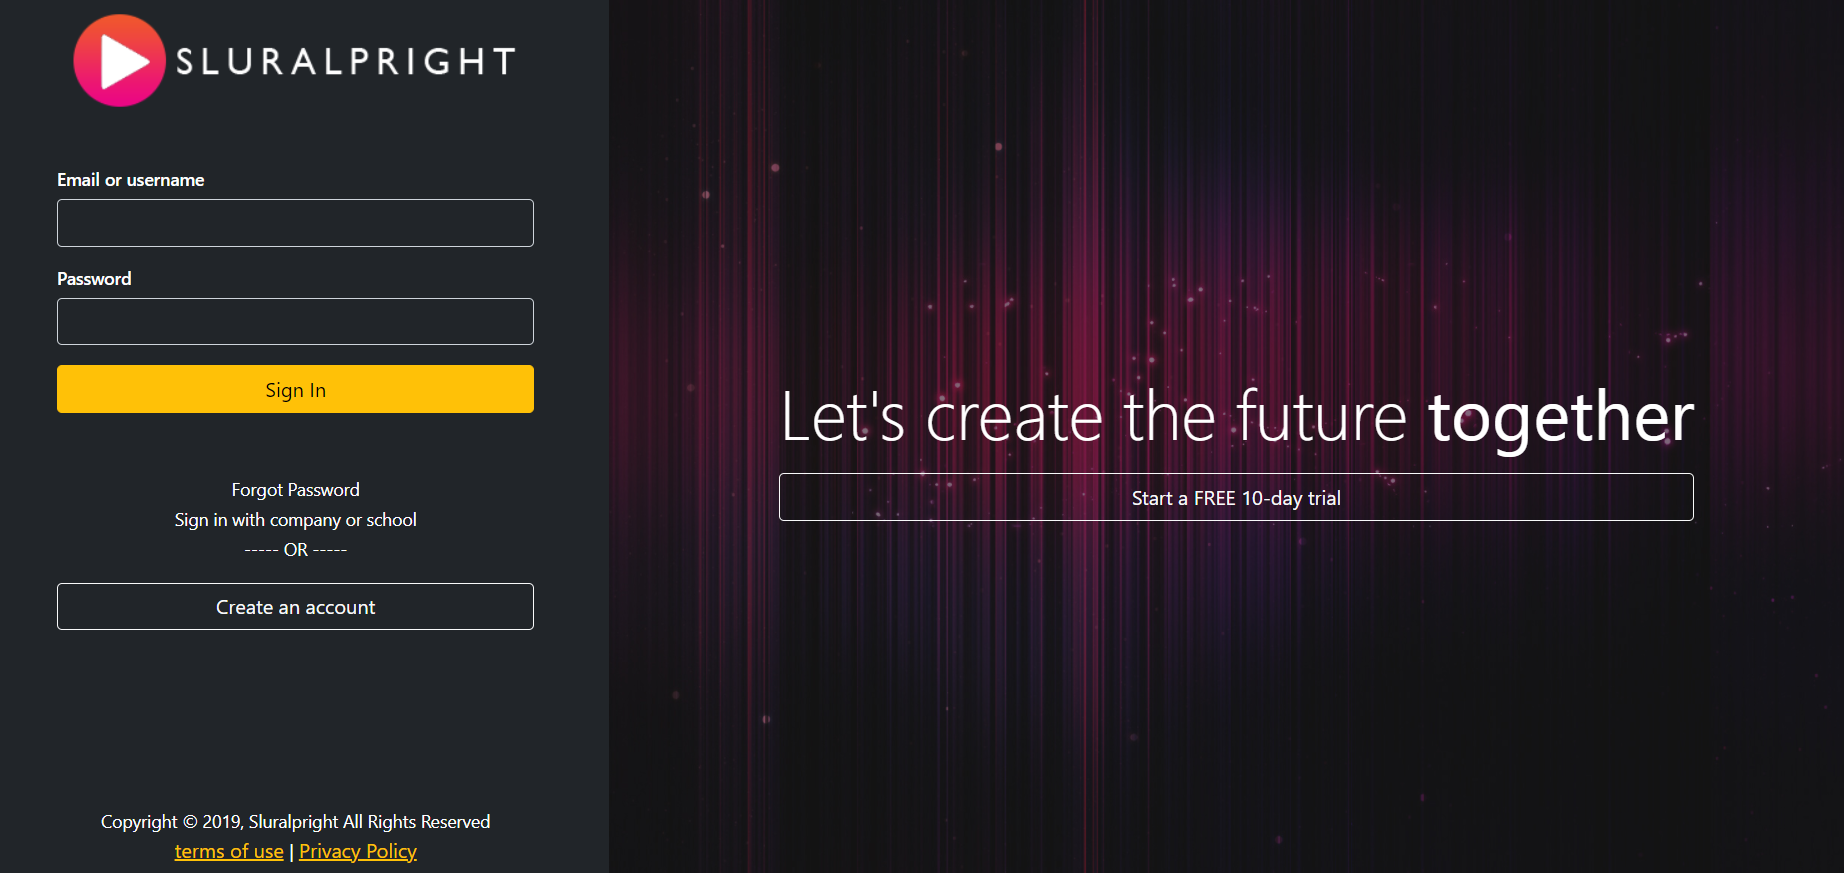 SLURALPRIGHT
Email or username
Password
Sign In
Forgot Password
Sign in with company or school
----- OR -----
Create an account
Copyright © 2019, Sluralpright All Rights Reserved
terms of use | Privacy Policy
Let's create the future together
Start a FREE 10-day trial